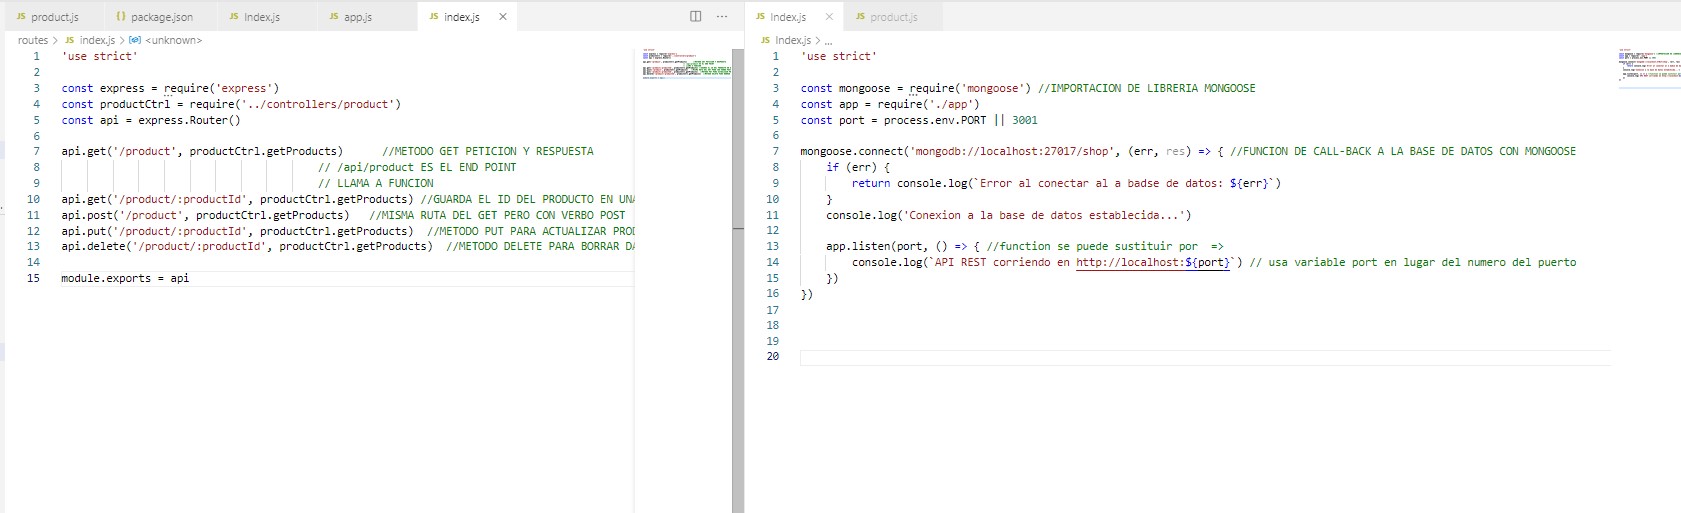 JS product.js {} package.json JS Index.js JS app.js JS index.js ×
routes > JS index.js > <unknown>
1 'use strict'
2
3 const express = require('express')
4 const productCtrl = require('../controllers/product')
5 const api = express.Router()
6
7 api.get('/product', productCtrl.getProducts) //METODO GET PETICION Y RESPUESTA
8 // /api/product ES EL END POINT
9 // LLAMA A FUNCION
10 api.get('/product/:productId', productCtrl.getProducts) //GUARDA EL ID DEL PRODUCTO EN UNA
11 api.post('/product', productCtrl.getProducts) //MISMA RUTA DEL GET PERO CON VERBO POST
12 api.put('/product/:productId', productCtrl.getProducts) //METODO PUT PARA ACTUALIZAR PROD
13 api.delete('/product/:productId', productCtrl.getProducts) //METODO DELETE PARA BORRAR DA
14
15 module.exports = api
JS Index.js × JS product.js
JS Index.js > ...
1 'use strict'
2
3 const mongoose = require('mongoose') //IMPORTACION DE LIBRERIA MONGOOSE
4 const app = require('./app')
5 const port = process.env.PORT || 3001
6
7 mongoose.connect('mongodb://localhost:27017/shop', (err, res) => { //FUNCION DE CALL-BACK A LA BASE DE DATOS CON MONGOOSE
8 if (err) {
9 return console.log(`Error al conectar al a badse de datos: ${err}`)
10 }
11 console.log('Conexion a la base de datos establecida...')
12
13 app.listen(port, () => { //function se puede sustituir por =>
14 console.log(`API REST corriendo en http://localhost:${port}`) // usa variable port en lugar del numero del puerto
15 })
16 })
17
18
19
20